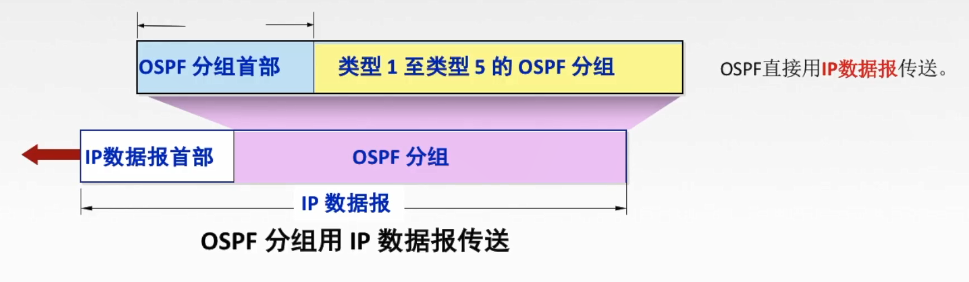 OSPF 分组首部
类型 1 至类型 5 的 OSPF 分组
OSPF直接用IP数据报传送。
IP数据报首部
OSPF 分组
IP 数据报
OSPF 分组用 IP 数据报传送